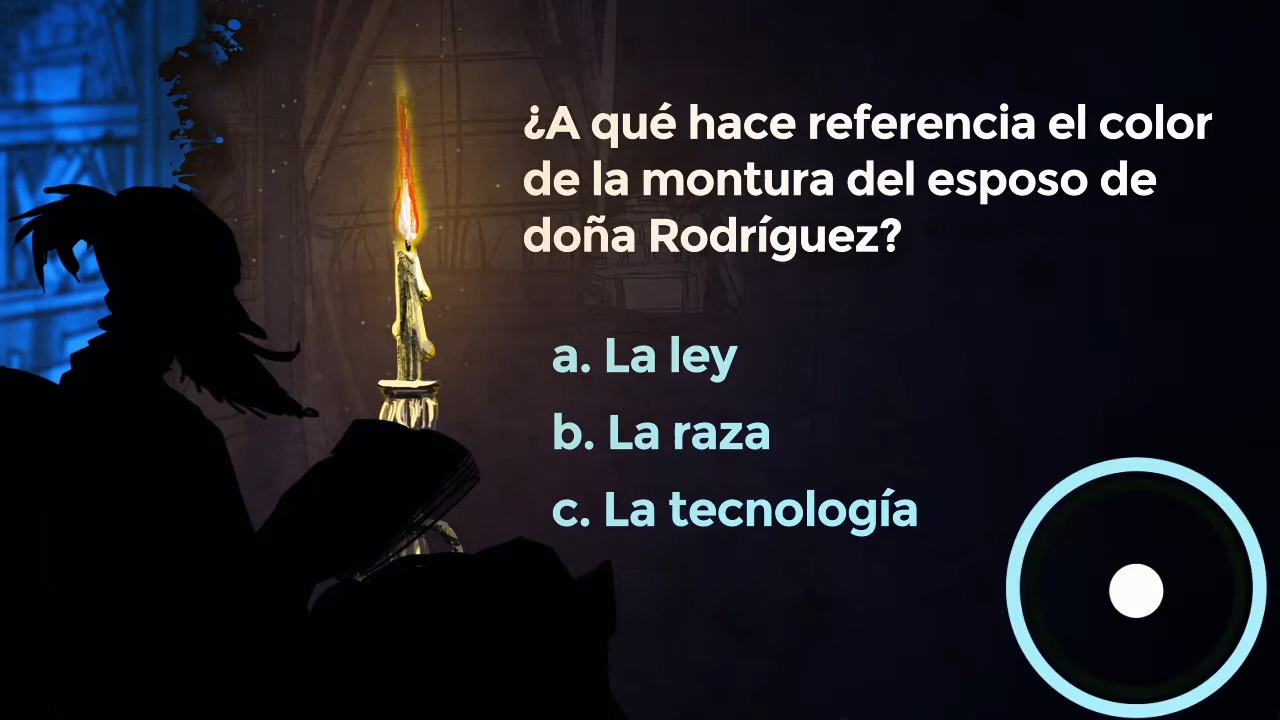 ¿A qué hace referencia el color
de la montura del esposo de
doña Rodríguez?
a. La ley
b. La raza
c. La tecnología